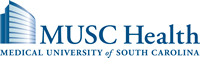 MUSC Health
MEDICAL UNIVERSITY of SOUTH CAROLINA